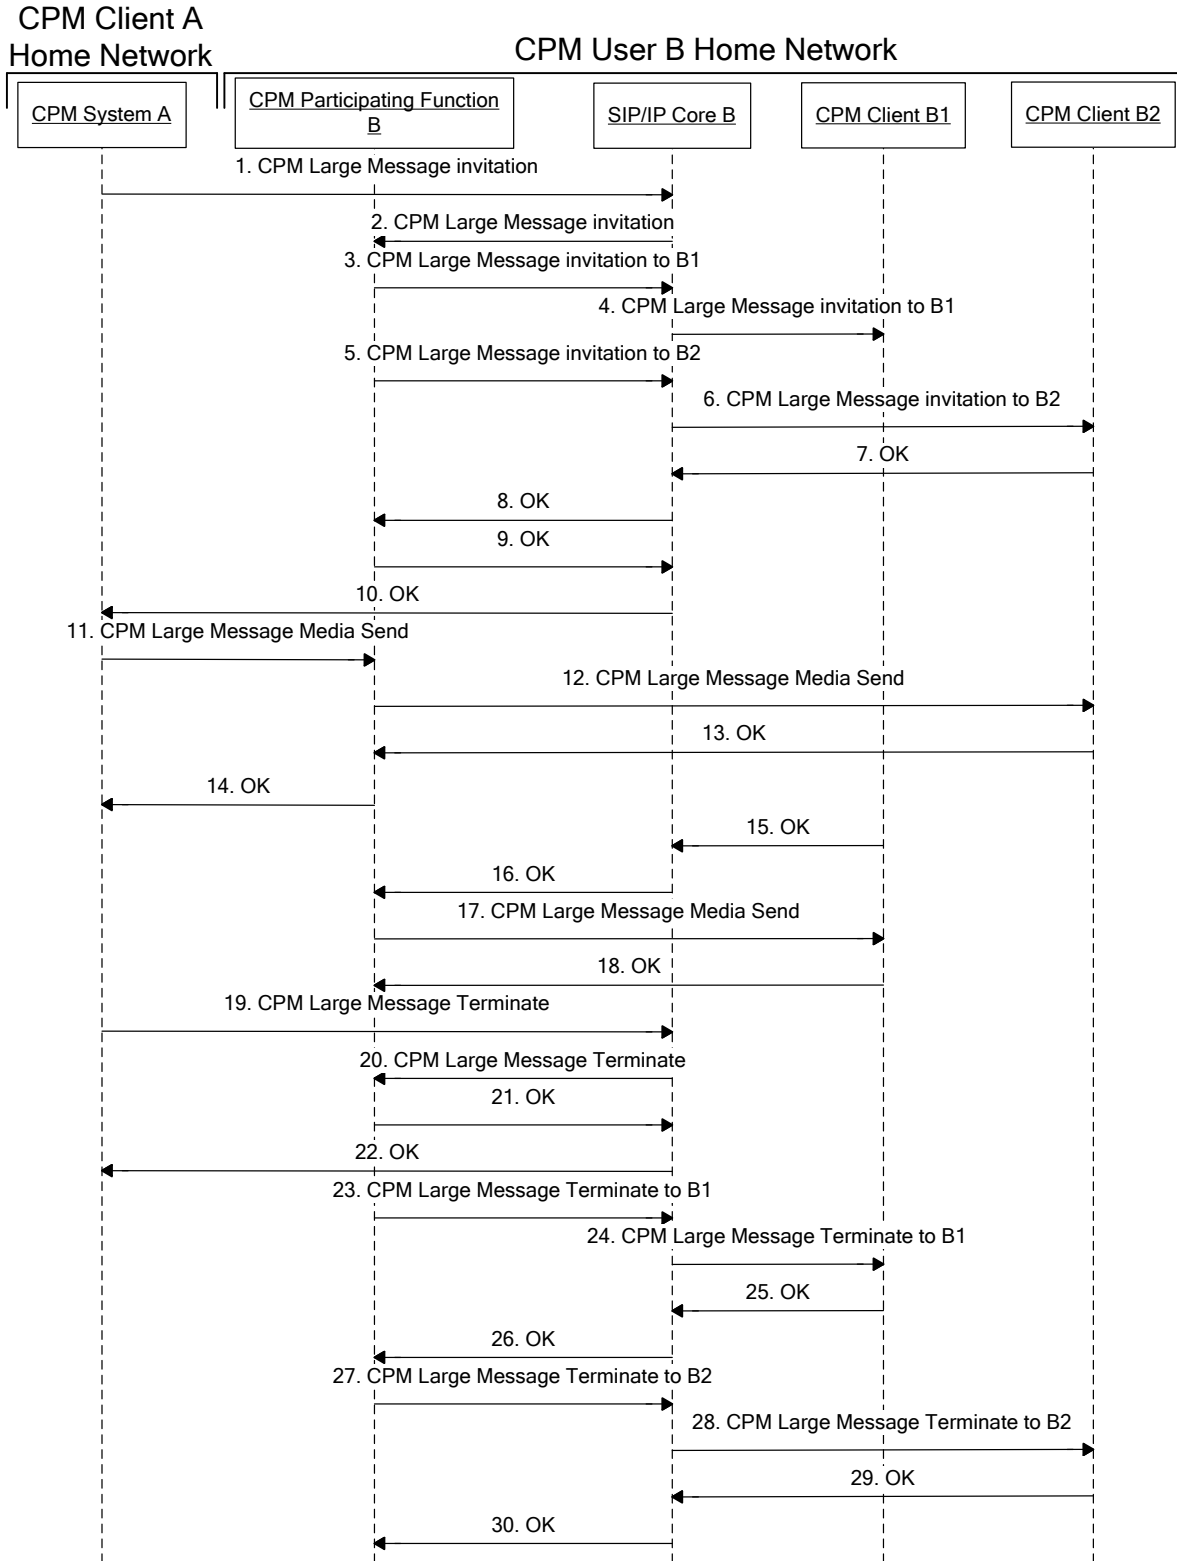 CPM Client A
Home Network
CPM User B Home Network
CPM System A
CPM Participating Function
B
SIP/IP Core B
CPM Client B1
CPM Client B2
1. CPM Large Message invitation
2. CPM Large Message invitation
3. CPM Large Message invitation to B1
4. CPM Large Message invitation to B1
5. CPM Large Message invitation to B2
6. CPM Large Message invitation to B2
7. OK
8. OK
9. OK
10. OK
11. CPM Large Message Media Send
12. CPM Large Message Media Send
13. OK
14. OK
15. OK
16. OK
17. CPM Large Message Media Send
18. OK
19. CPM Large Message Terminate
20. CPM Large Message Terminate
21. OK
22. OK
23. CPM Large Message Terminate to B1
24. CPM Large Message Terminate to B1
25. OK
26. OK
27. CPM Large Message Terminate to B2
28. CPM Large Message Terminate to B2
29. OK
30. OK